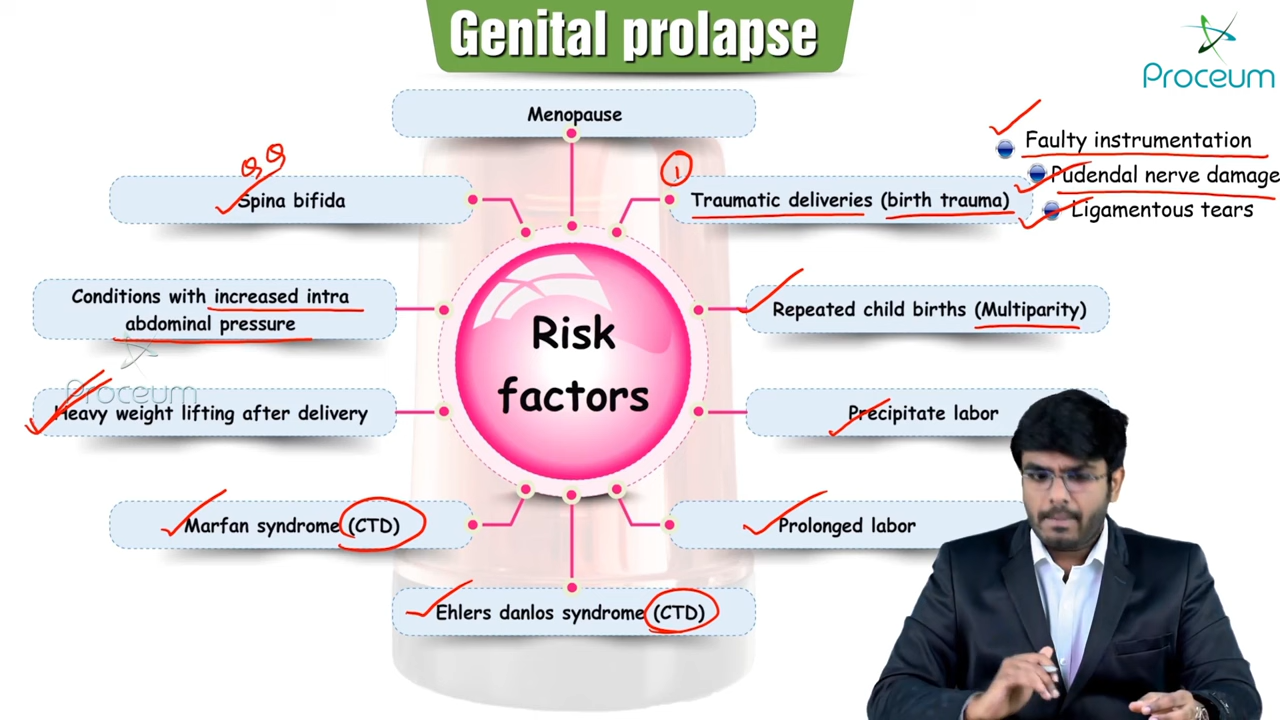 Genital prolapse
Proceum
Menopause
Faulty instrumentation
Pudendal nerve damage
Ligamentous tears
1
Spina bifida
Traumatic deliveries (birth trauma)
Conditions with increased intra
abdominal pressure
Repeated child births (Multiparity)
Risk
factors
Proceum
Heavy weight lifting after delivery
Precipitate labor
Marfan syndrome (CTD)
Prolonged labor
Ehlers danlos syndrome (CTD)